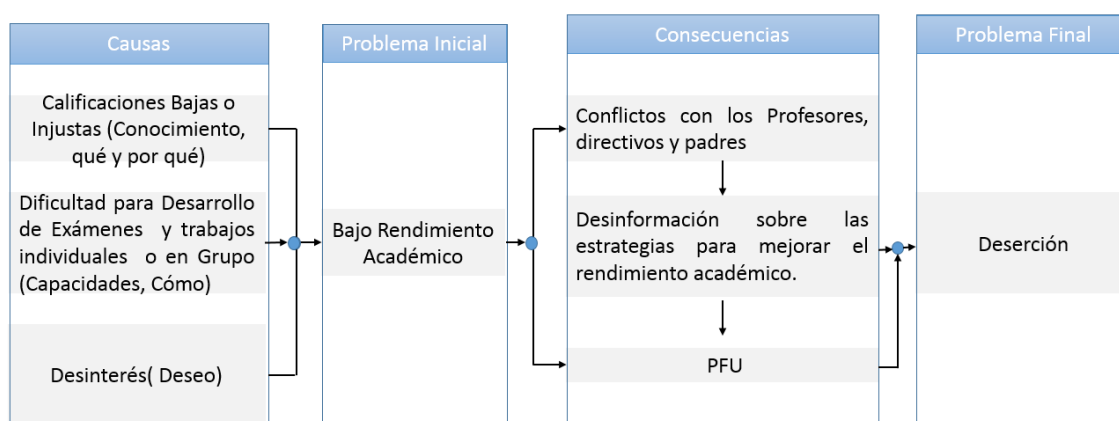 Causas
Calificaciones Bajas o
Injustas (Conocimiento,
qué y por qué)
Dificultad para Desarrollo
de Exámenes y trabajos
individuales o en Grupo
(Capacidades, Cómo)
Desinterés( Deseo)
Problema Inicial
Bajo Rendimiento
Académico
Consecuencias
Conflictos con los Profesores,
directivos y padres
Desinformación sobre las
estrategias para mejorar el
rendimiento académico.
PFU
Problema Final
Deserción